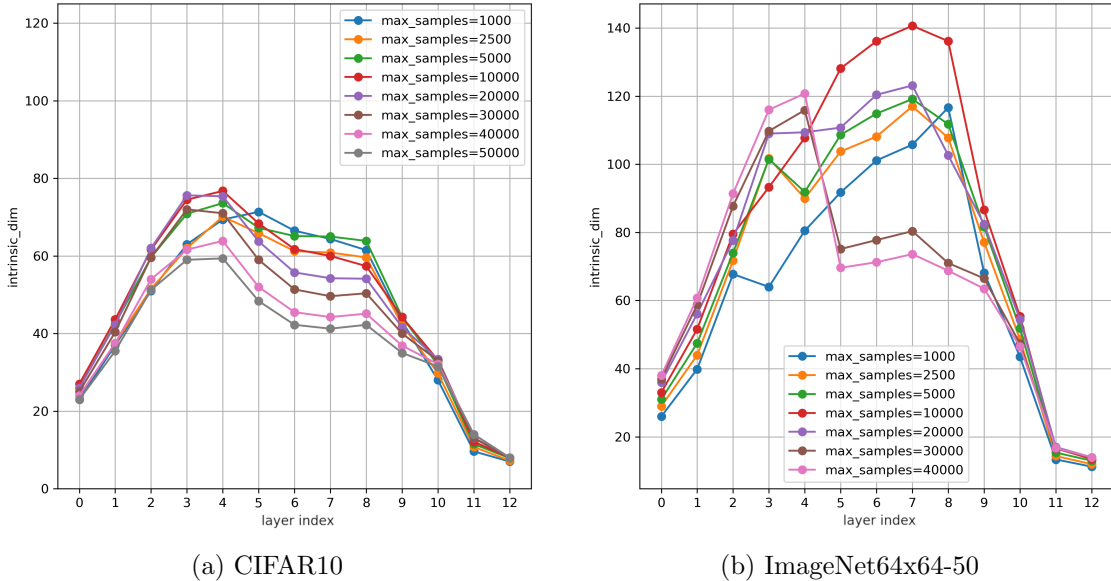 120
100
80
60
40
20
0
intrinsic_dim
0 1 2 3 4 5 6 7 8 9 10 11 12
layer index
max_samples=1000
max_samples=2500
max_samples=5000
max_samples=10000
max_samples=20000
max_samples=30000
max_samples=40000
max_samples=50000
(a) CIFAR10
140
120
100
80
60
40
20
intrinsic_dim
0 1 2 3 4 5 6 7 8 9 10 11 12
layer index
max_samples=1000
max_samples=2500
max_samples=5000
max_samples=10000
max_samples=20000
max_samples=30000
max_samples=40000
(b) ImageNet64x64-50